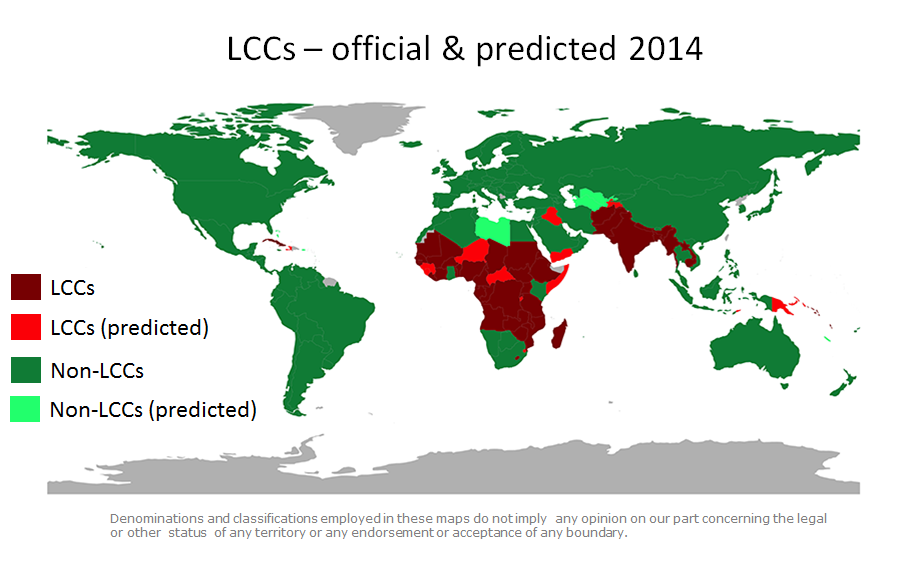 LCCs – official & predicted 2014
LCCs
LCCs (predicted)
Non-LCCs
Non-LCCs (predicted)
Denominations and classifications employed in these maps do not imply any opinion on our part concerning the legal
or other status of any territory or any endorsement or acceptance of any boundary.